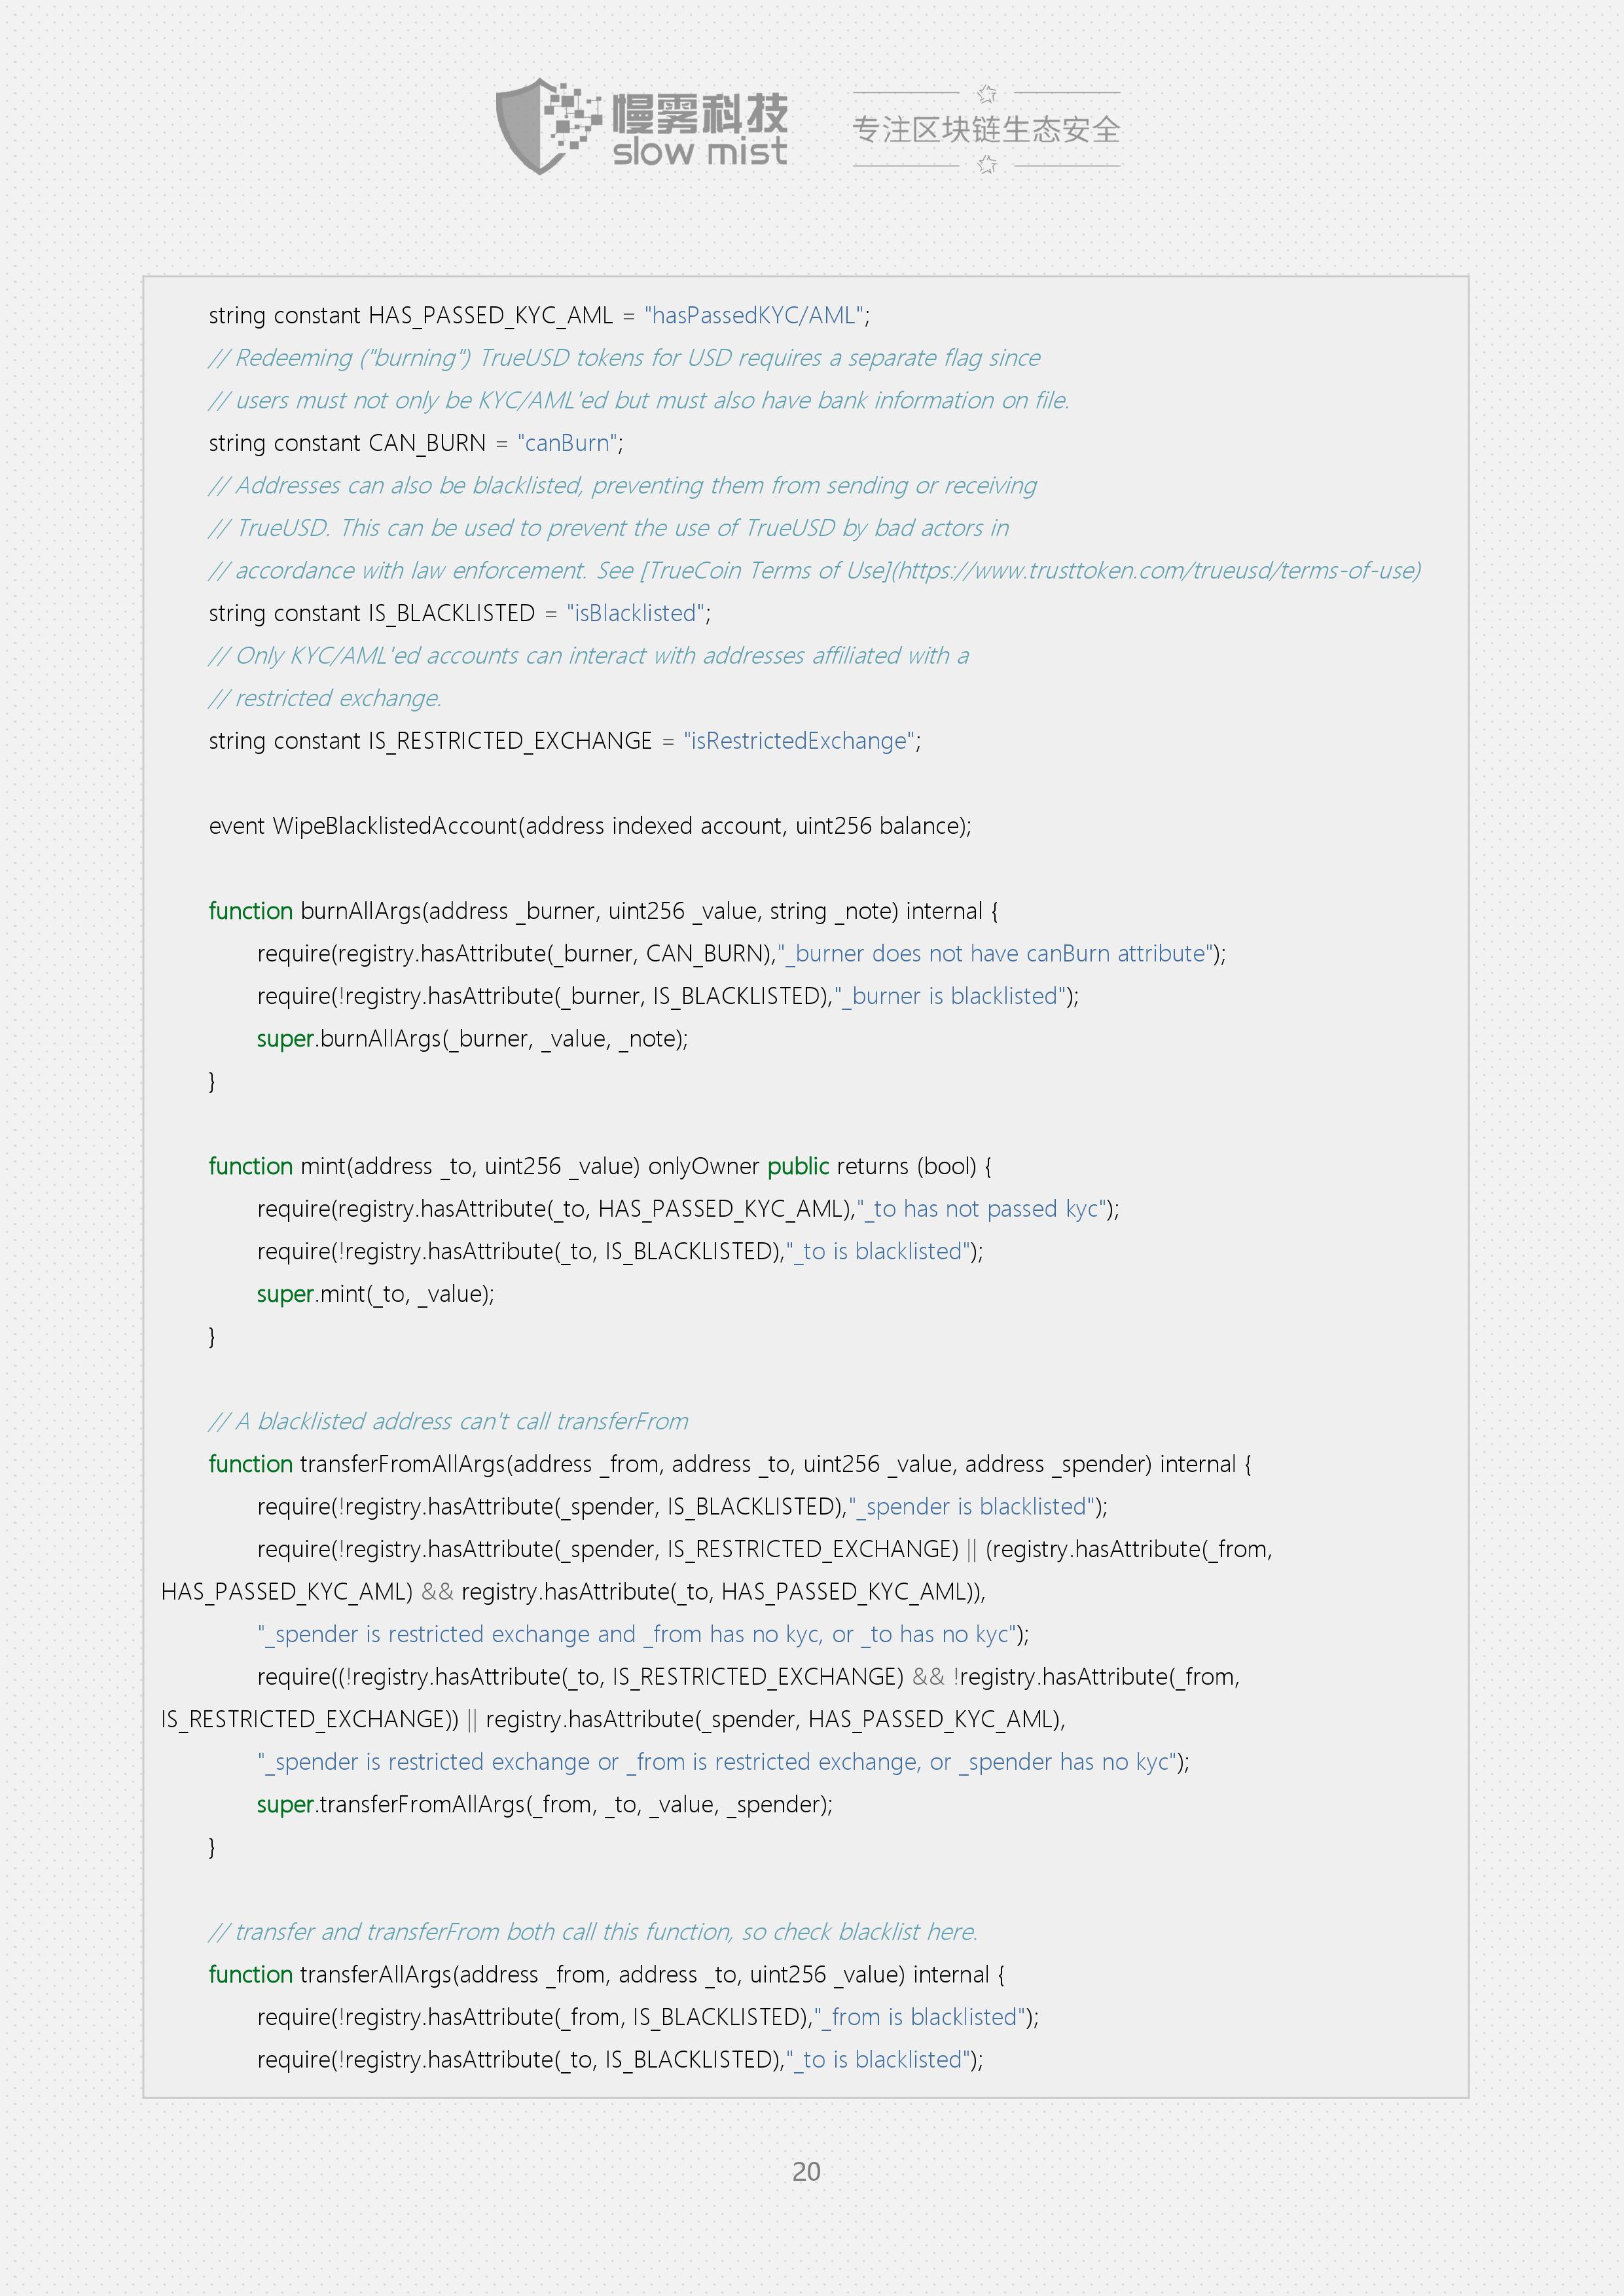 慢雾科技
slow mist
专注区块链生态安全
string constant HAS_PASSED_KYC_AML = "hasPassedKYC/AML";
// Redeeming ("burning") TrueUSD tokens for USD requires a separate flag since
// users must not only be KYC/AML'ed but must also have bank information on file.
string constant CAN_BURN = "canBurn";
// Addresses can also be blacklisted, preventing them from sending or receiving
// TrueUSD. This can be used to prevent the use of TrueUSD by bad actors in
// accordance with law enforcement. See [TrueCoin Terms of Use](https://www.trusttoken.com/trueusd/terms-of-use)
string constant IS_BLACKLISTED = "isBlacklisted";
// Only KYC/AML'ed accounts can interact with addresses affiliated with a
// restricted exchange.
string constant IS_RESTRICTED_EXCHANGE = "isRestrictedExchange";
event WipeBlacklistedAccount(address indexed account, uint256 balance);
function burnAllArgs(address _burner, uint256 _value, string _note) internal {
require(registry.hasAttribute(_burner, CAN_BURN),"_burner does not have canBurn attribute");
require(!registry.hasAttribute(_burner, IS_BLACKLISTED),"_burner is blacklisted");
super.burnAllArgs(_burner, _value, _note);
}
function mint(address _to, uint256 _value) onlyOwner public returns (bool) {
require(registry.hasAttribute(_to, HAS_PASSED_KYC_AML),"_to has not passed kyc");
require(!registry.hasAttribute(_to, IS_BLACKLISTED),"_to is blacklisted");
super.mint(_to, _value);
}
// A blacklisted address can't call transferFrom
function transferFromAllArgs(address _from, address _to, uint256 _value, address _spender) internal {
require(!registry.hasAttribute(_spender, IS_BLACKLISTED),"_spender is blacklisted");
require(!registry.hasAttribute(_spender, IS_RESTRICTED_EXCHANGE) || (registry.hasAttribute(_from,
HAS_PASSED_KYC_AML) && registry.hasAttribute(_to, HAS_PASSED_KYC_AML)),
"_spender is restricted exchange and _from has no kyc, or _to has no kyc");
require((!registry.hasAttribute(_to, IS_RESTRICTED_EXCHANGE) && !registry.hasAttribute(_from,
IS_RESTRICTED_EXCHANGE)) || registry.hasAttribute(_spender, HAS_PASSED_KYC_AML),
"_spender is restricted exchange or _from is restricted exchange, or _spender has no kyc");
super.transferFromAllArgs(_from, _to, _value, _spender);
}
// transfer and transferFrom both call this function, so check blacklist here.
function transferAllArgs(address _from, address _to, uint256 _value) internal {
require(!registry.hasAttribute(_from, IS_BLACKLISTED),"_from is blacklisted");
require(!registry.hasAttribute(_to, IS_BLACKLISTED),"_to is blacklisted");
20